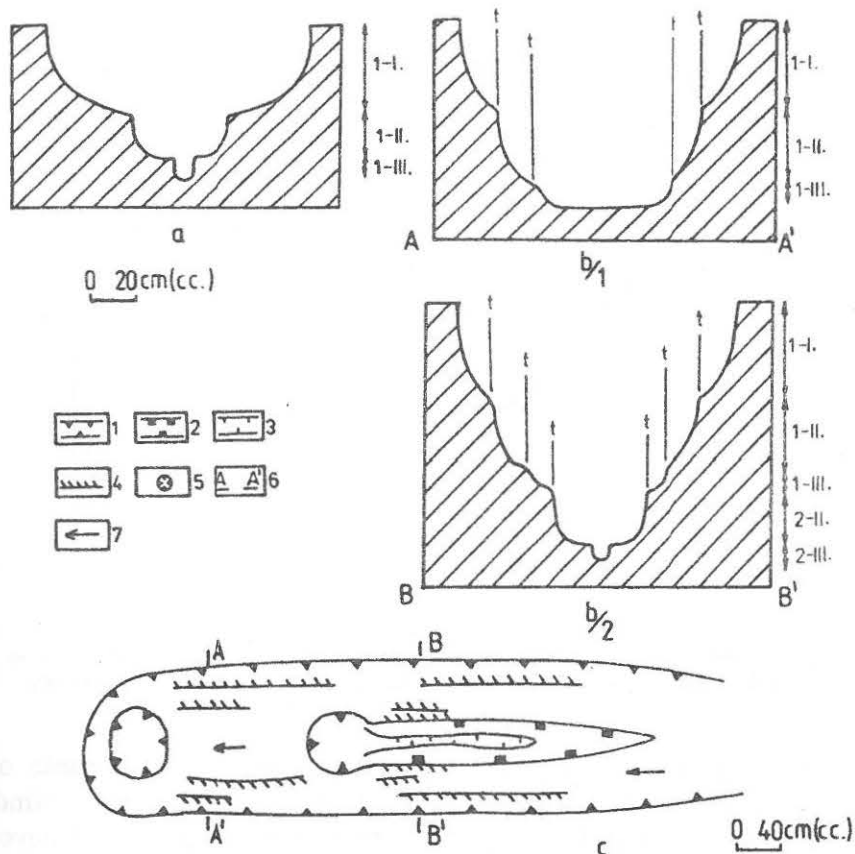 1-I.
1-II.
1-III.
a
0 20cm(cc.)
t t t t
1-I.
1-II.
1-III.
A A'
b/1
t t t t t t
1-I.
1-II.
1-III.
2-II.
2-III.
B B'
b/2
1 2 3
4 5 A A' 6
7
A B
A' B'
c
0 40cm(cc.)